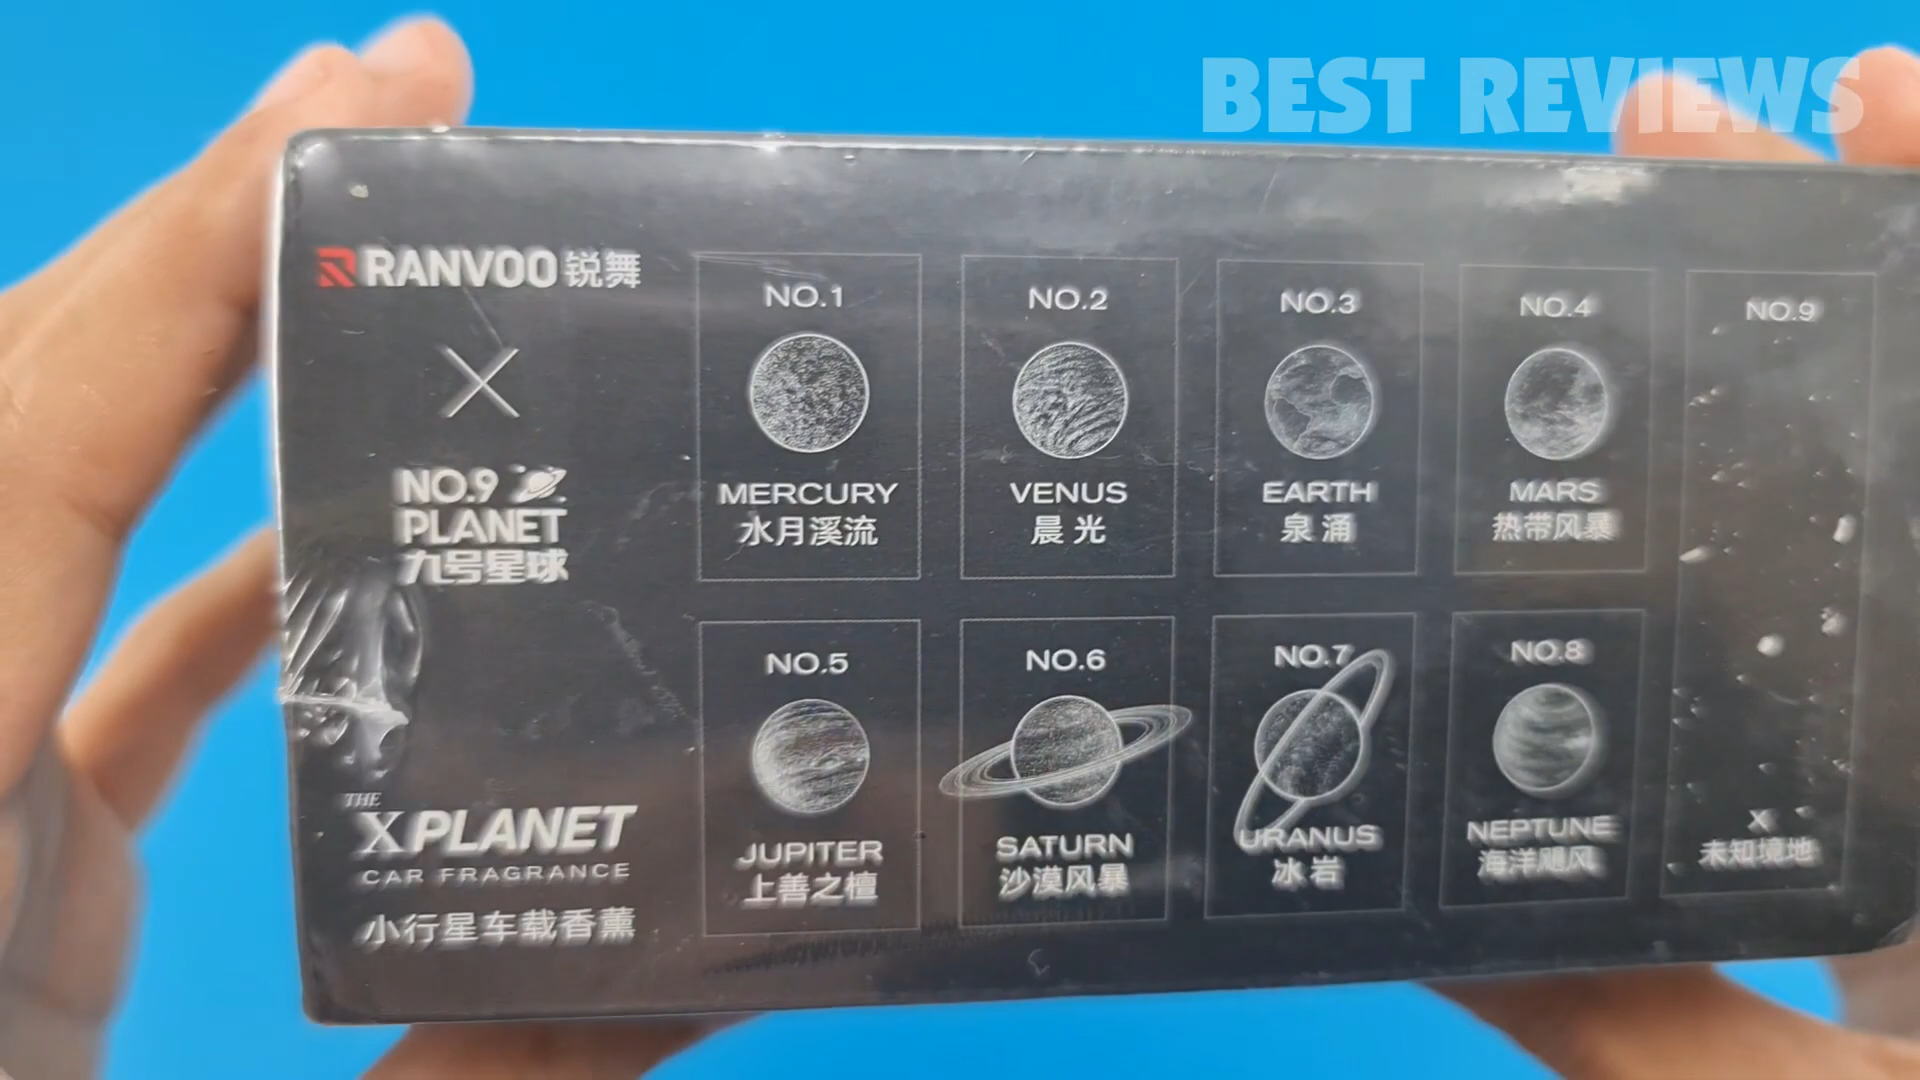 BEST REVIEWS
RANVOO 锐舞
X
NO.9
PLANET
九号星球
THE
XPLANET
CAR FRAGRANCE
小行星车载香薰
NO.1
MERCURY
水月溪流
NO.2
VENUS
晨光
NO.3
EARTH
泉涌
NO.4
MARS
热带风暴
NO.5
JUPITER
上善之檀
NO.6
SATURN
沙漠风暴
NO.7
URANUS
冰岩
NO.8
NEPTUNE
海洋飓风
NO.9
X
未知境地